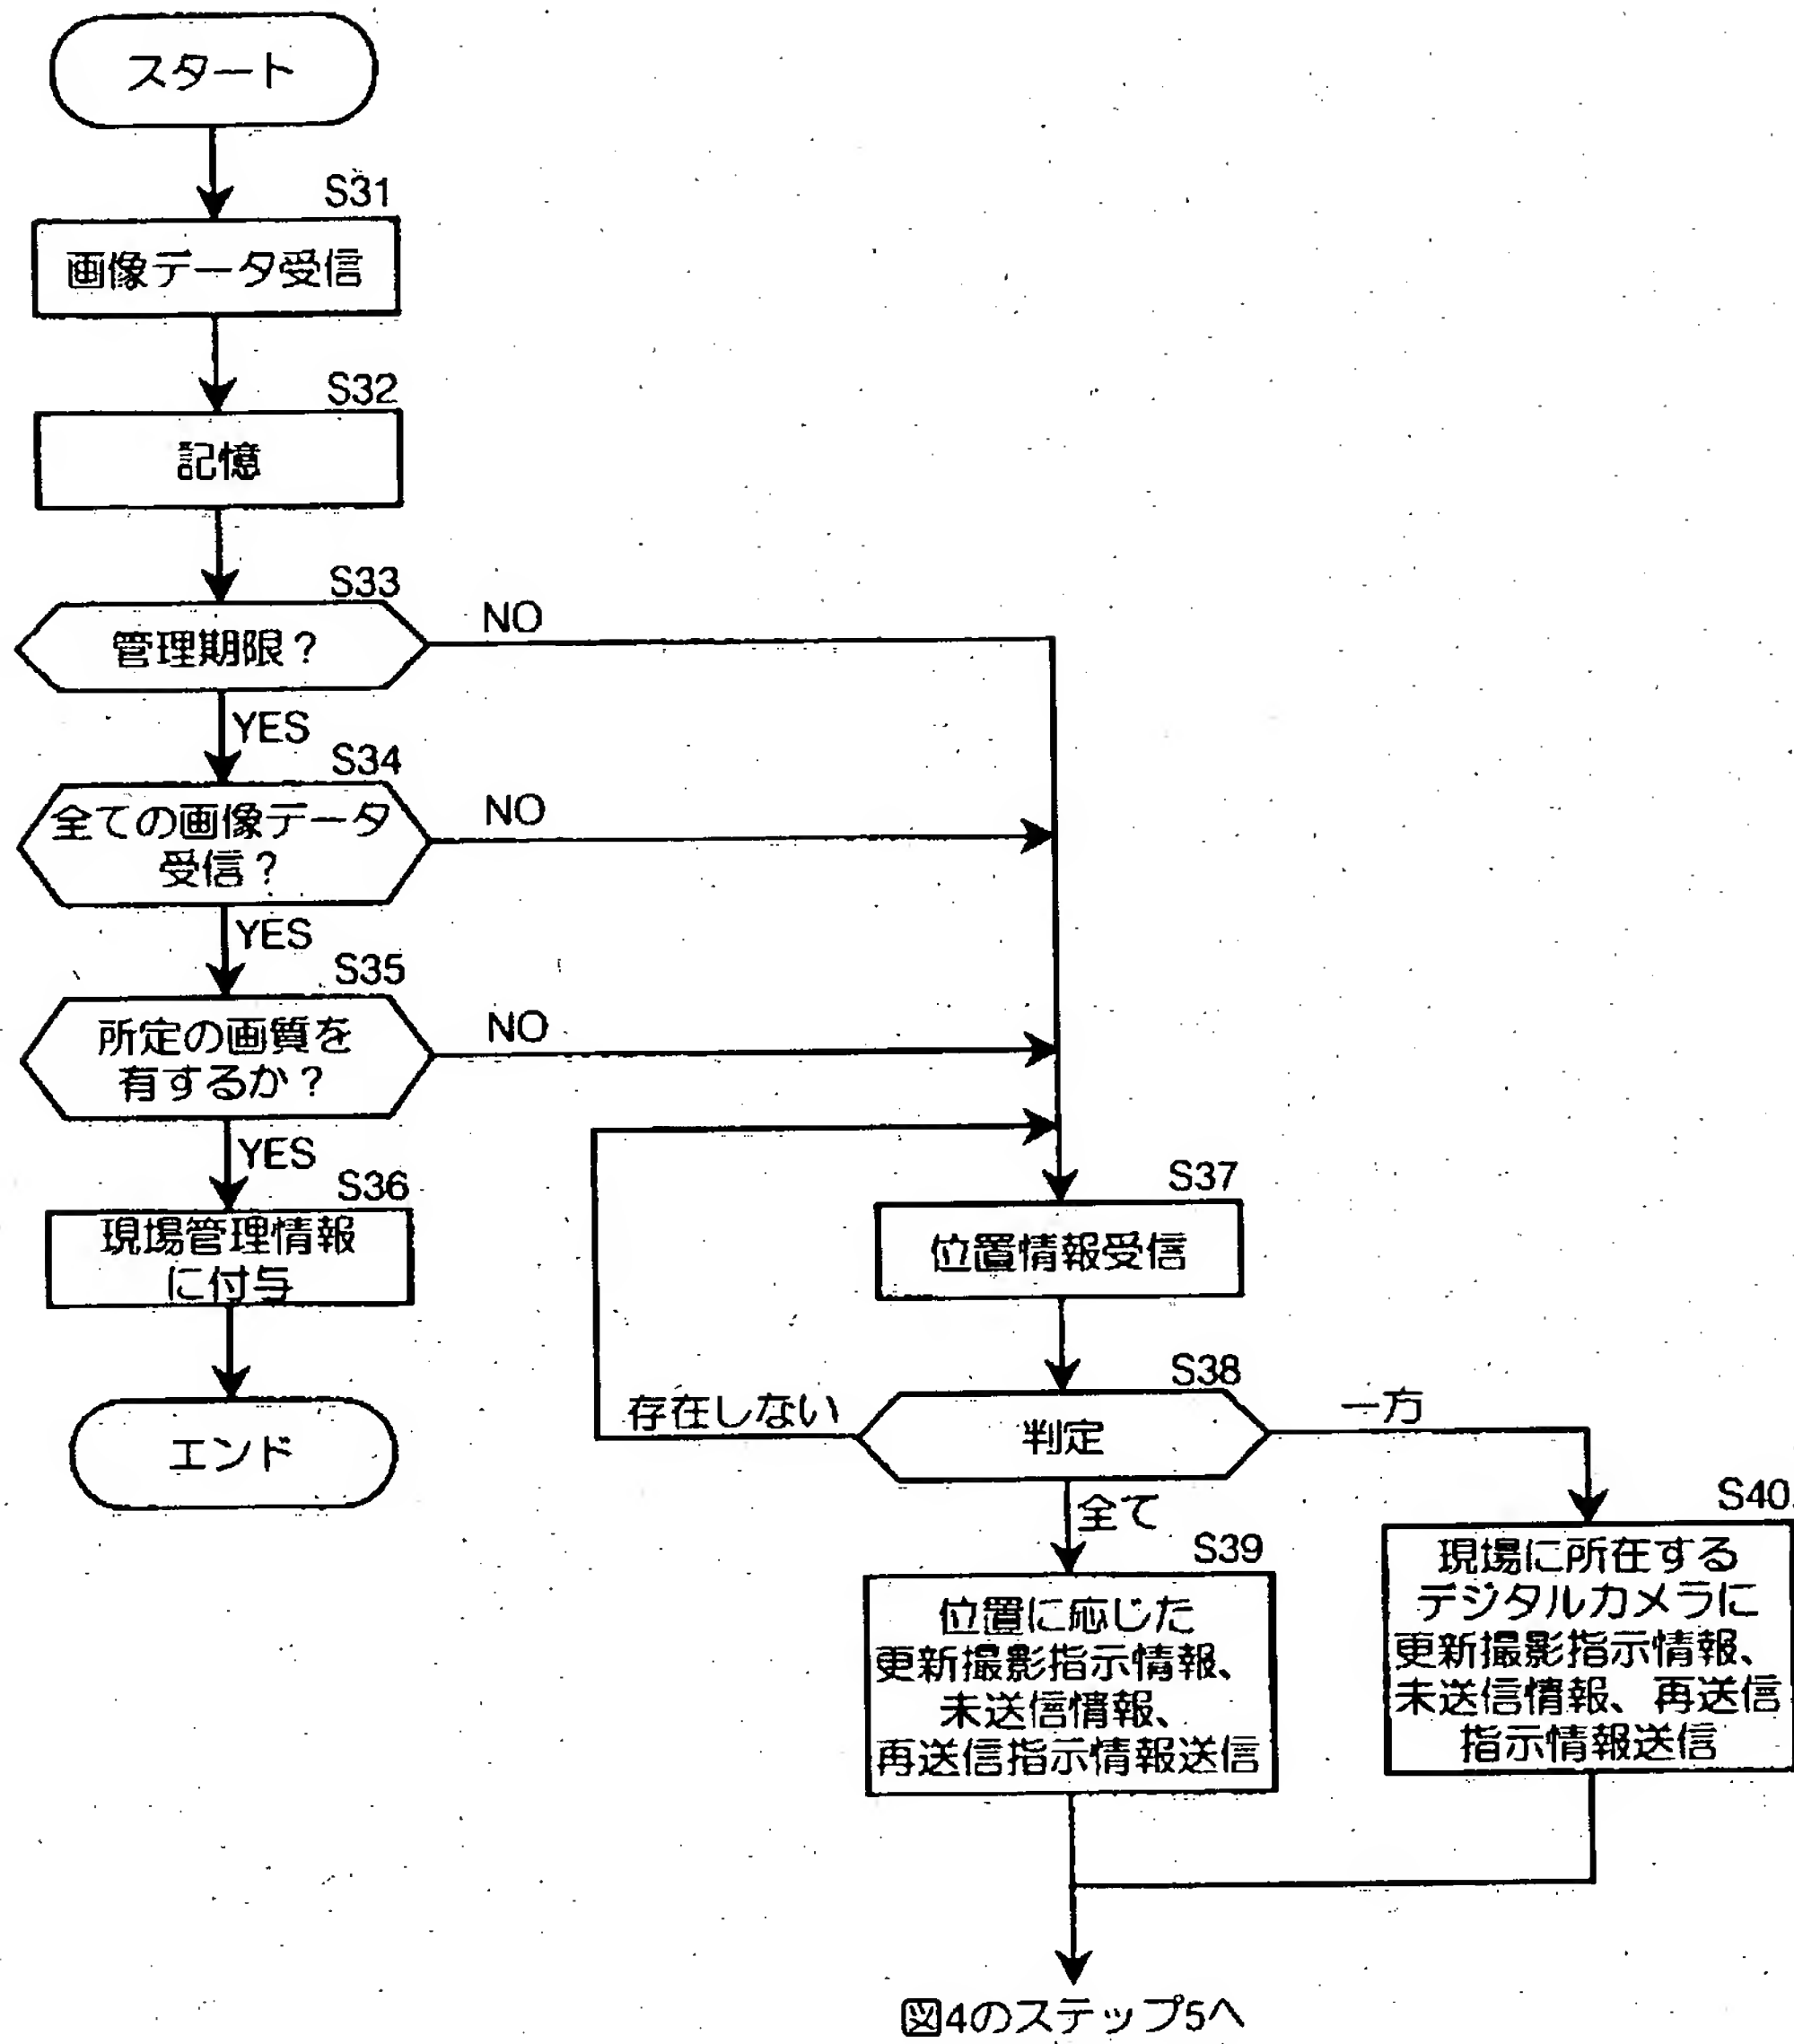 スタート
S31
画像データ受信
S32
記憶
S33
管理期限？
NO
YES
S34
全ての画像データ
受信？
NO
YES
S35
所定の画質を
有するか？
NO
YES
S36
現場管理情報
に付与
エンド
S37
位置情報受信
S38
判定
存在しない
一方
全て
S39
位置に応じた
更新撮影指示情報、
未送信情報、
再送信指示情報送信
S40
現場に所在する
デジタルカメラに
更新撮影指示情報、
未送信情報、再送信
指示情報送信
図4のステップ5へ